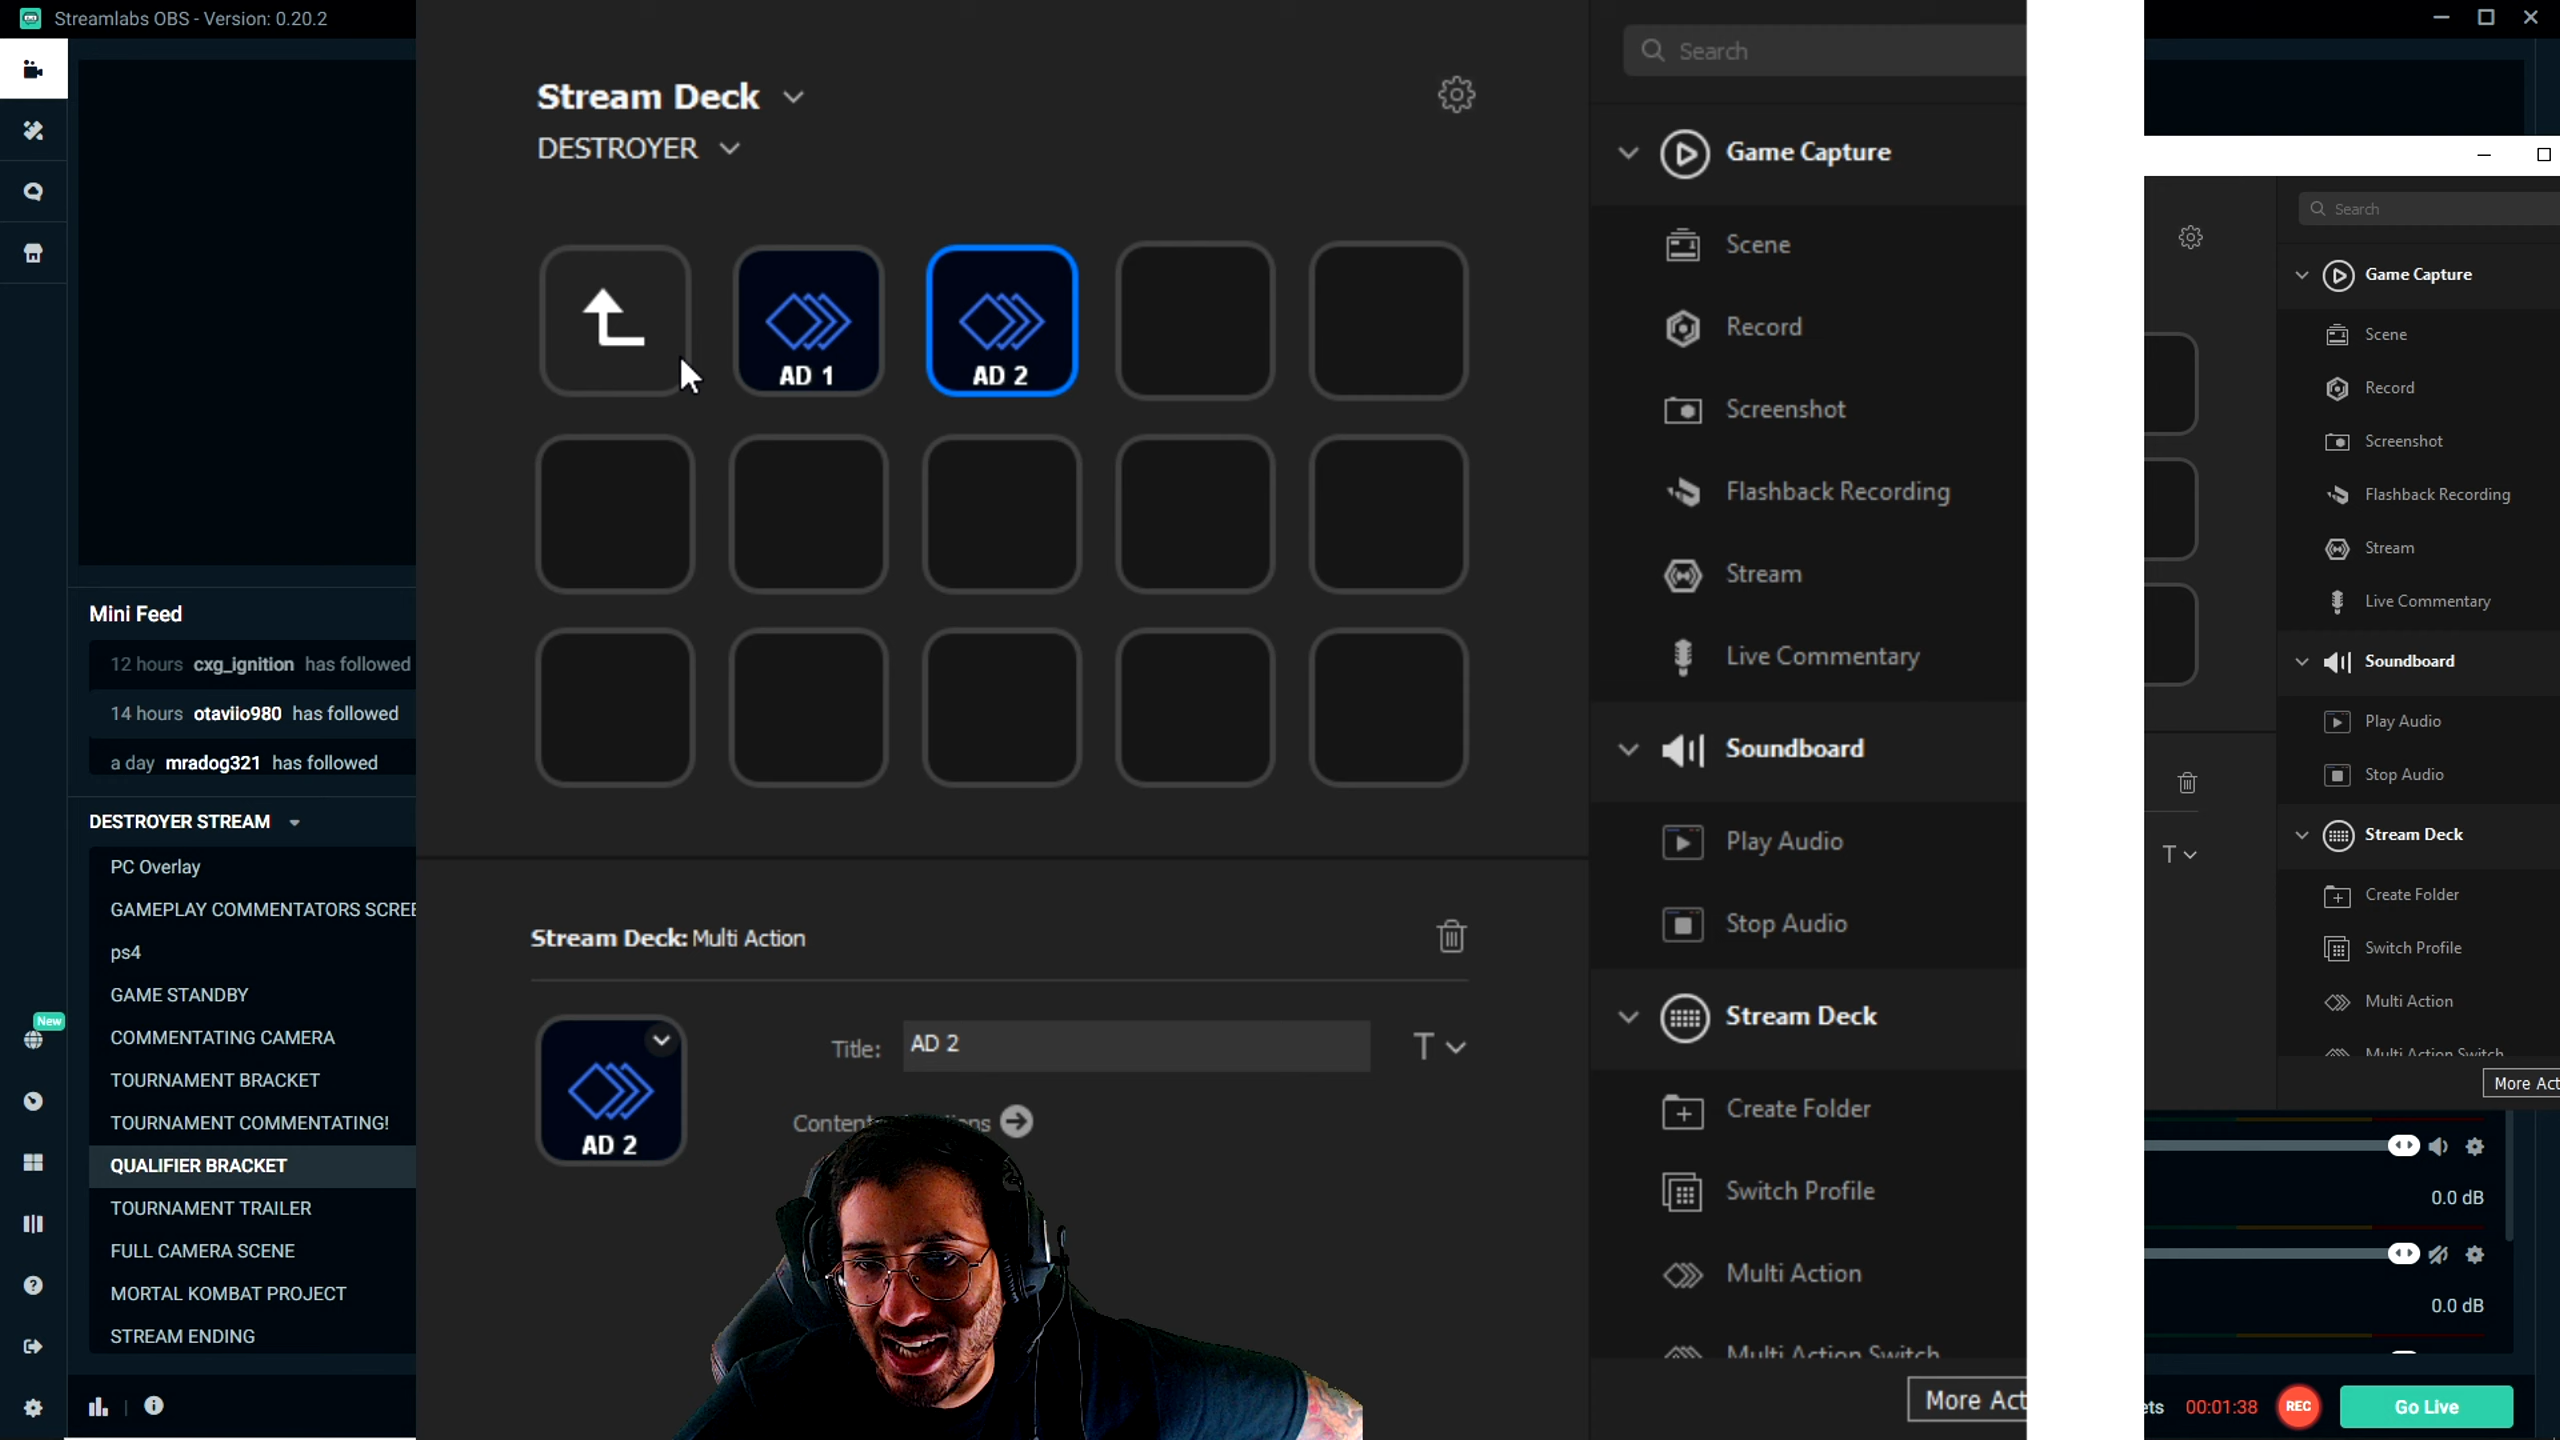 Streamlabs OBS - Version: 0.20.2
Mini Feed
12 hours cxg_ignition has followed
14 hours otaviio980 has followed
a day mradog321 has followed
DESTROYER STREAM
PC Overlay
GAMEPLAY COMMENTATORS SCREE
ps4
GAME STANDBY
COMMENTATING CAMERA
TOURNAMENT BRACKET
TOURNAMENT COMMENTATING!
QUALIFIER BRACKET
TOURNAMENT TRAILER
FULL CAMERA SCENE
MORTAL KOMBAT PROJECT
STREAM ENDING
New
Stream Deck
DESTROYER
AD 1
AD 2
Stream Deck: Multi Action
AD 2
Title: AD 2
T
Search
Game Capture
Scene
Record
Screenshot
Flashback Recording
Stream
Live Commentary
Soundboard
Play Audio
Stop Audio
Stream Deck
Create Folder
Switch Profile
Multi Action
Multi Action Switch
More Act
Search
Game Capture
Scene
Record
Screenshot
Flashback Recording
Stream
Live Commentary
Soundboard
Play Audio
Stop Audio
Stream Deck
T
Create Folder
Switch Profile
Multi Action
Multi Action Switch
More Act
0.0 dB
0.0 dB
ets 00:01:38 REC Go Live